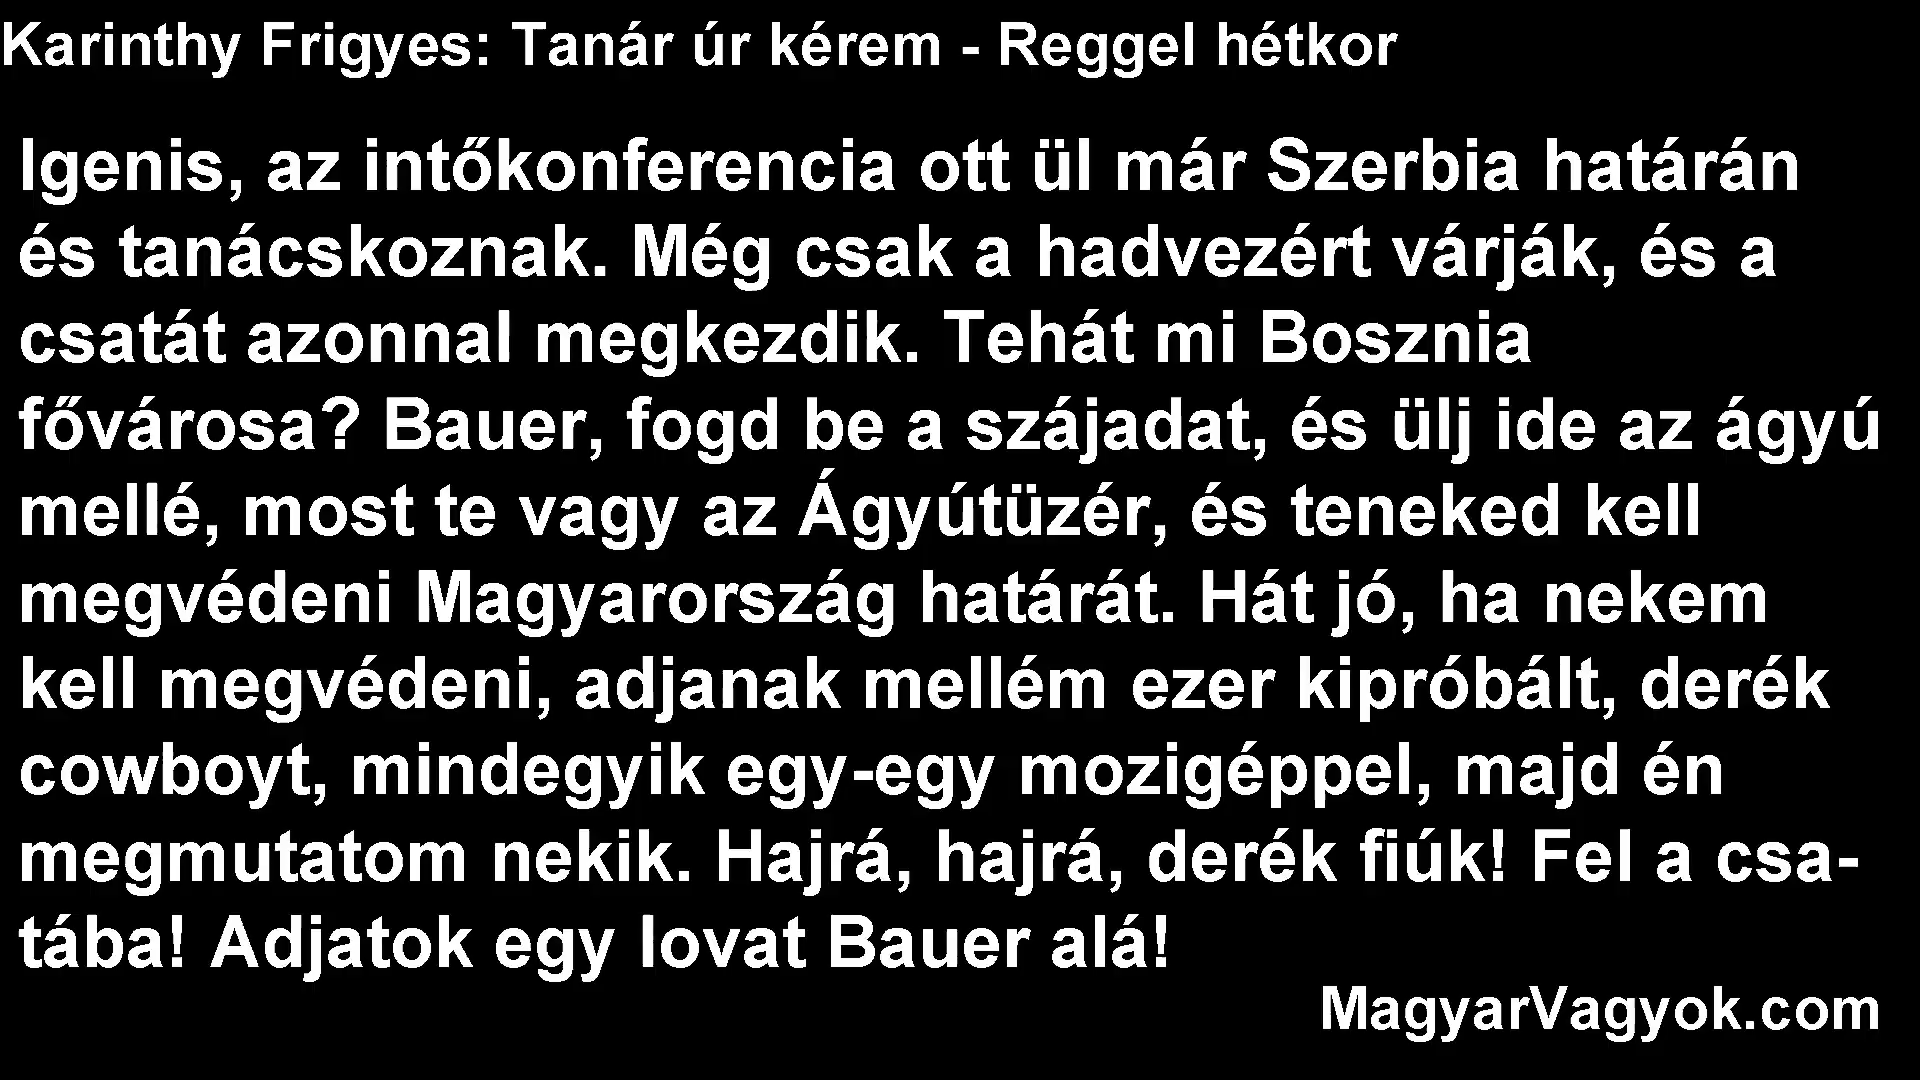 Karinthy Frigyes: Tanár úr kérem - Reggel hétkor
Igenis, az intőkonferencia ott ül már Szerbia határán
és tanácskoznak. Még csak a hadvezért várják, és a
csatát azonnal megkezdik. Tehát mi Bosznia
fővárosa? Bauer, fogd be a szájadat, és ülj ide az ágyú
mellé, most te vagy az Ágyútüzér, és teneked kell
megvédeni Magyarország határát. Hát jó, ha nekem
kell megvédeni, adjanak mellém ezer kipróbált, derék
cowboyt, mindegyik egy-egy mozigéppel, majd én
megmutatom nekik. Hajrá, hajrá, derék fiúk! Fel a csa-
tába! Adjatok egy lovat Bauer alá!
MagyarVagyok.com